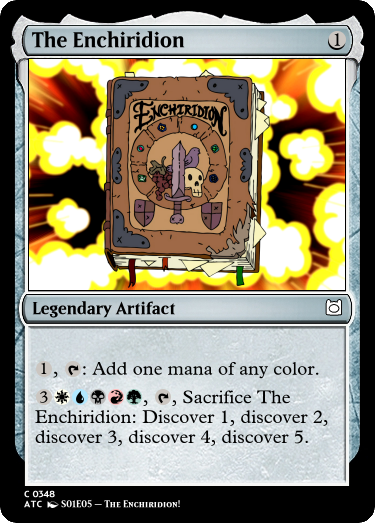 The Enchiridion 1
ENCHIRIDION
Legendary Artifact
1, : Add one mana of any color.
3 , , Sacrifice The
Enchiridion: Discover 1, discover 2,
discover 3, discover 4, discover 5.
C 0348
ATC S01E05 — The Enchiridion!